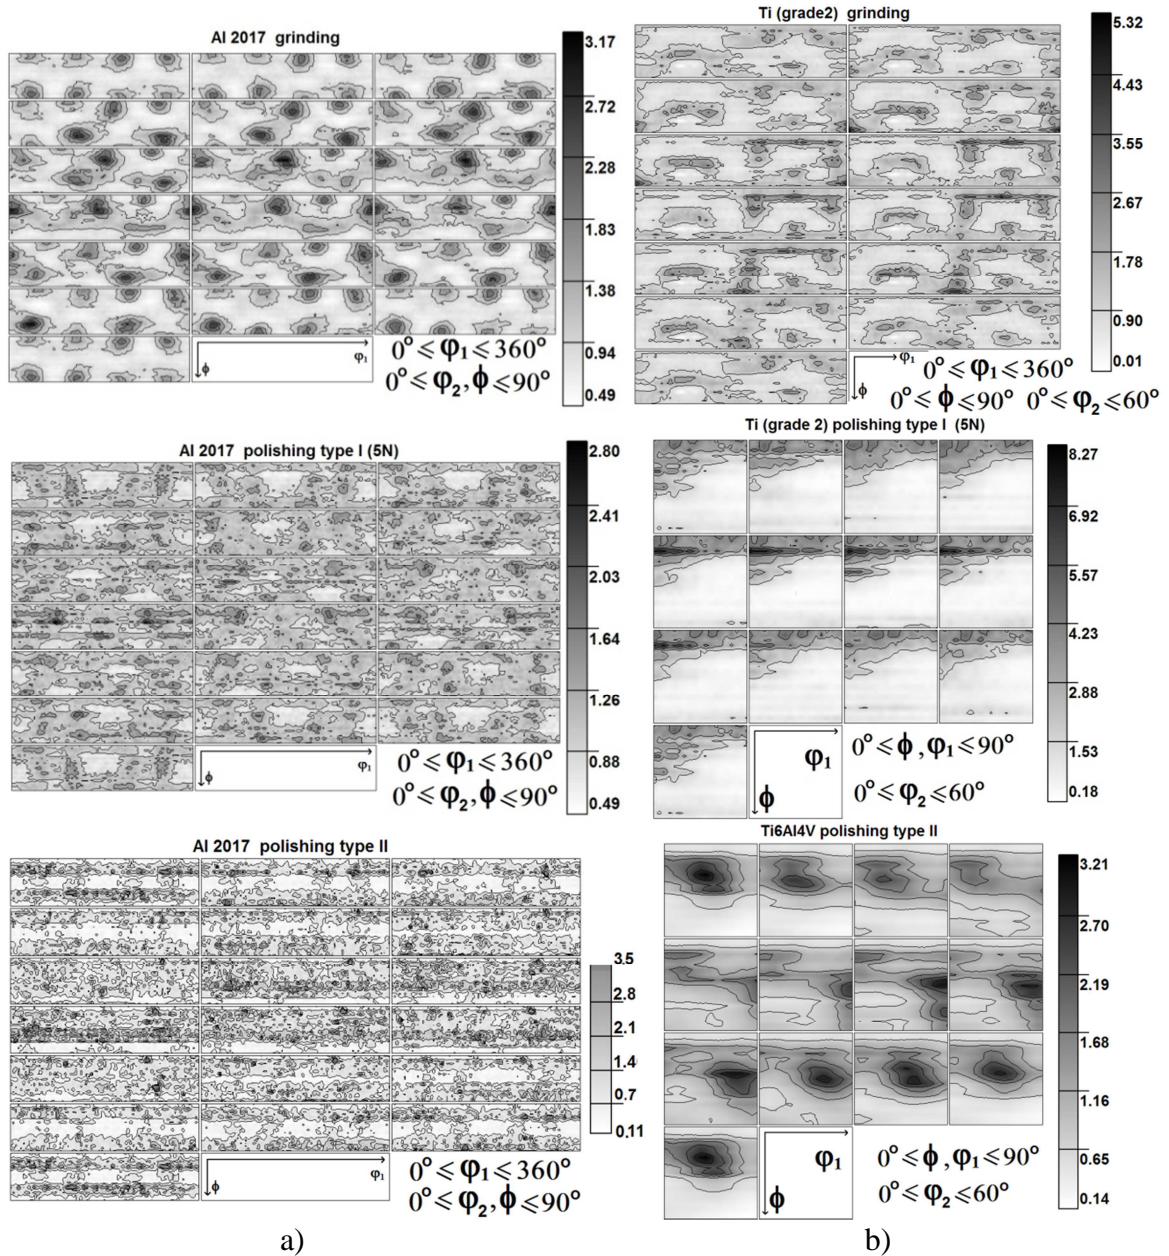 Al 2017 grinding
3.17
2.72
2.28
1.83
1.38
0.94
0.49
φ1
ϕ
0° ≤ φ1 ≤ 360°
0° ≤ φ2, ϕ ≤ 90°
Ti (grade2) grinding
5.32
4.43
3.55
2.67
1.78
0.90
0.01
φ1
ϕ
0° ≤ φ1 ≤ 360°
0° ≤ ϕ ≤ 90° 0° ≤ φ2 ≤ 60°
Al 2017 polishing type I (5N)
2.80
2.41
2.03
1.64
1.26
0.88
0.49
φ1
ϕ
0° ≤ φ1 ≤ 360°
0° ≤ φ2, ϕ ≤ 90°
Ti (grade 2) polishing type I (5N)
8.27
6.92
5.57
4.23
2.88
1.53
0.18
φ1
ϕ
0° ≤ ϕ, φ1 ≤ 90°
0° ≤ φ2 ≤ 60°
Al 2017 polishing type II
3.5
2.8
2.1
1.4
0.7
0.11
φ1
ϕ
0° ≤ φ1 ≤ 360°
0° ≤ φ2, ϕ ≤ 90°
Ti6Al4V polishing type II
3.21
2.70
2.19
1.68
1.16
0.65
0.14
φ1
ϕ
0° ≤ ϕ, φ1 ≤ 90°
0° ≤ φ2 ≤ 60°
a)
b)